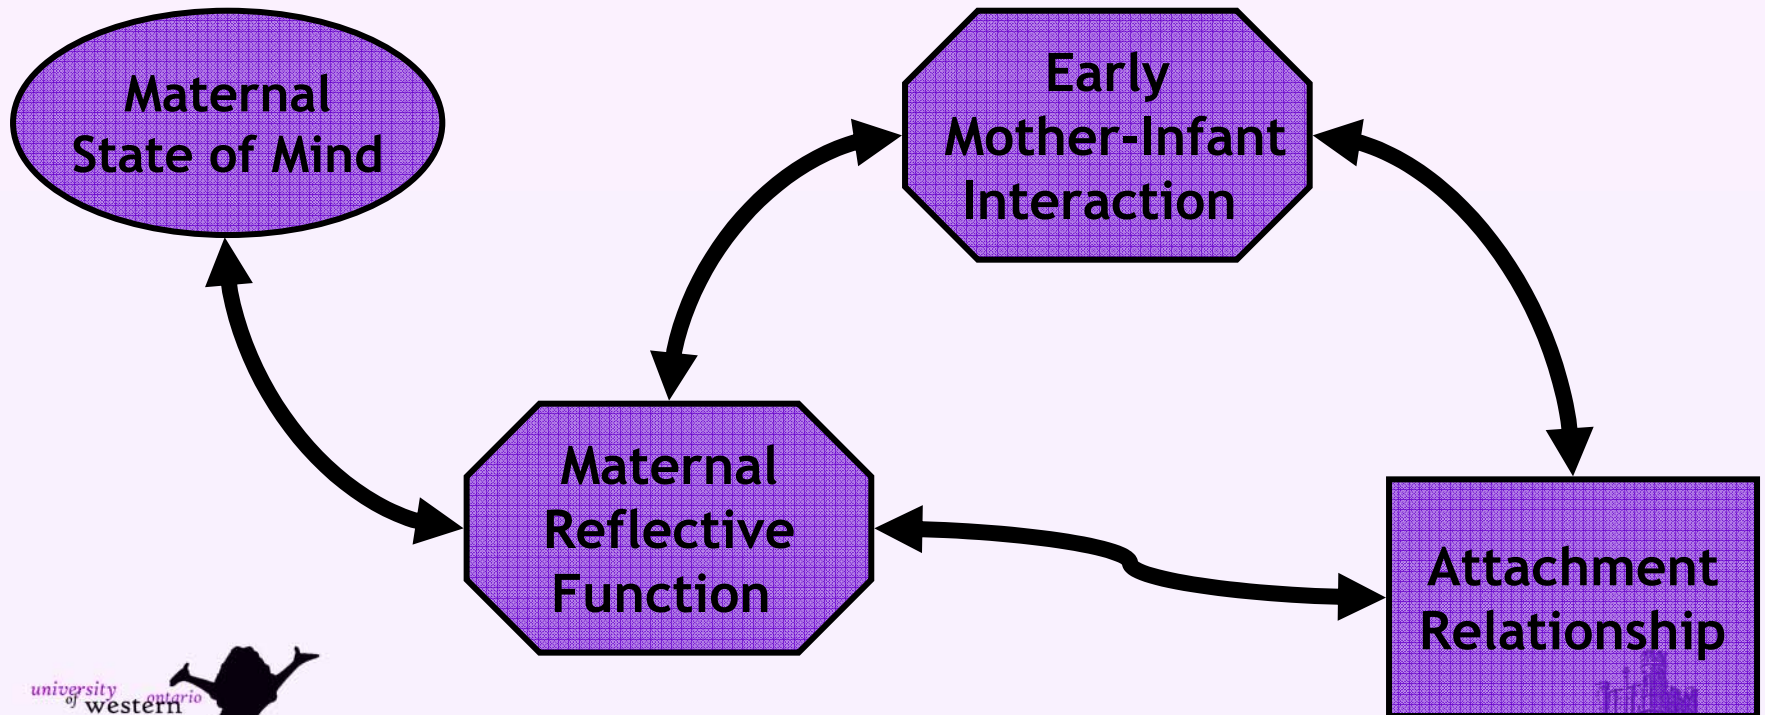 Maternal
State of Mind
Early
Mother-Infant
Interaction
Maternal
Reflective
Function
Attachment
Relationship
university
of western ontario